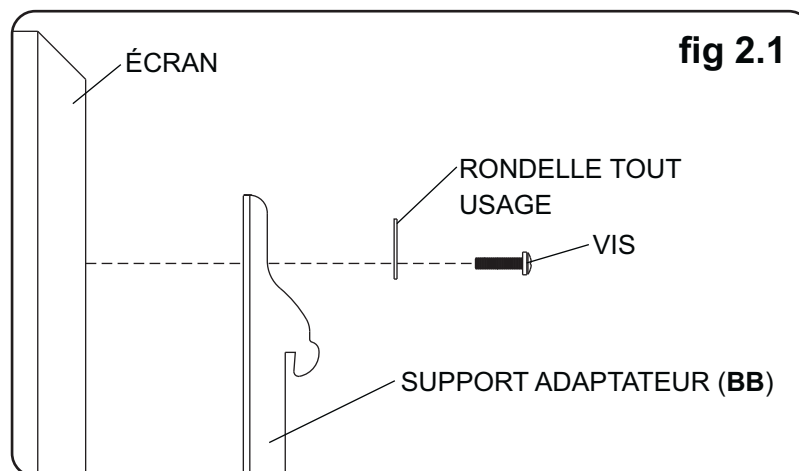 fig 2.1
ÉCRAN
RONDELLE TOUT
USAGE
VIS
SUPPORT ADAPTATEUR (BB)